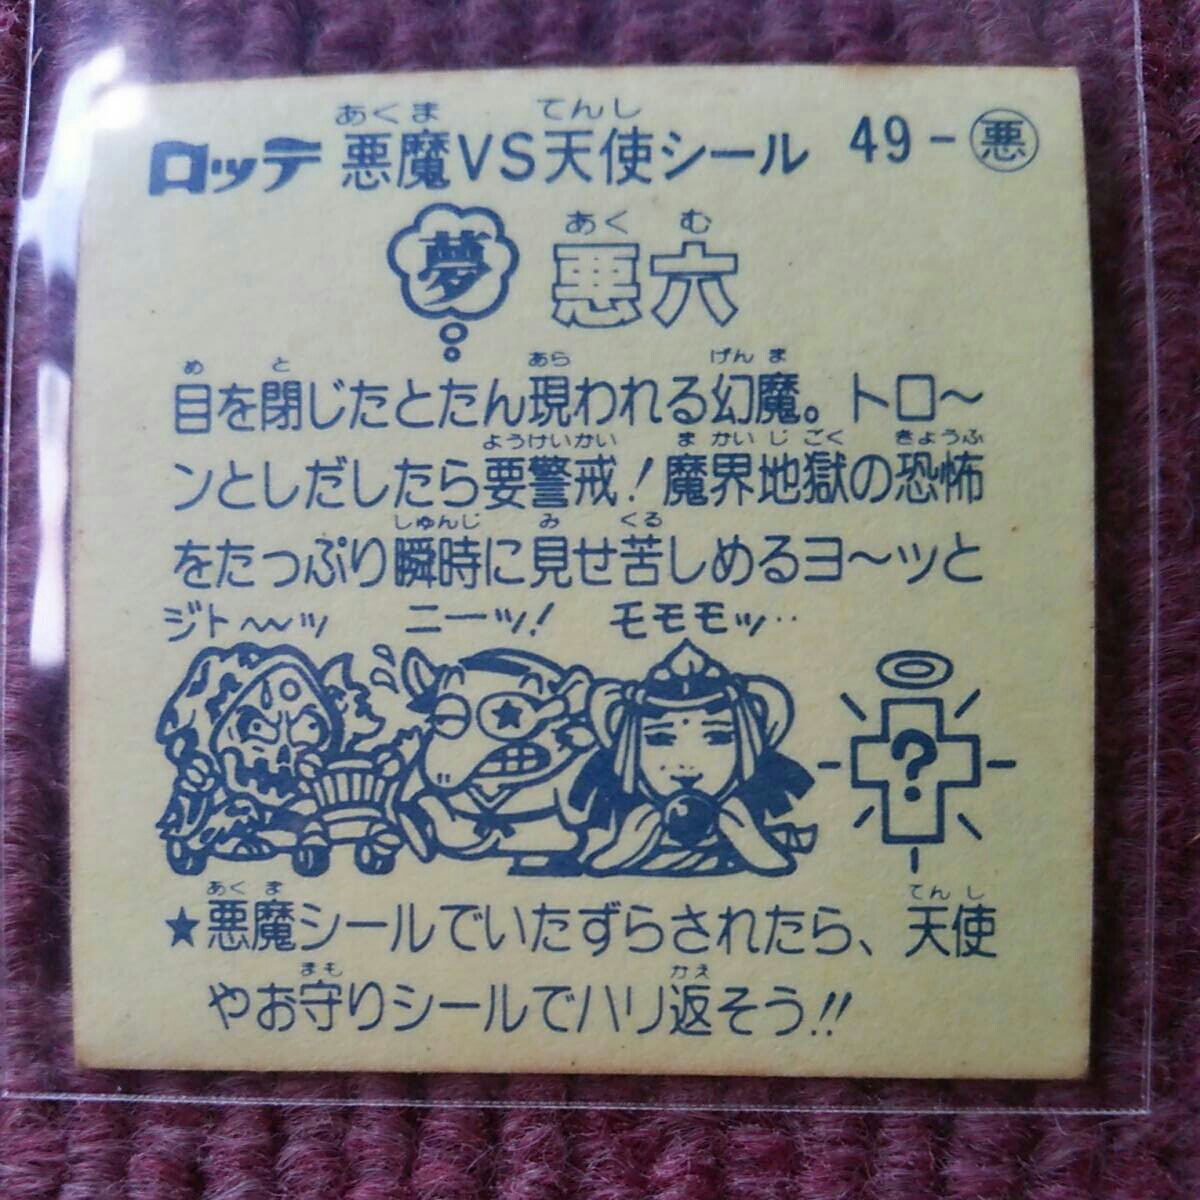 あくま てんし
ロッテ 悪魔VS天使シール 49-悪
あく む
夢 悪六
め と あら げんま
目を閉じたとたん現われる幻魔。トロ〜
ようけいかい まかいじごく きょうふ
ンとしだしたら要警戒!魔界地獄の恐怖
しゅんじ み くる
をたっぷり瞬時に見せ苦しめるヨ〜ッと
ジト〜〜ッ ニーッ! モモモッ‥
?
あくま てんし
★悪魔シールでいたずらされたら、天使
まも かえ
やお守りシールでハリ返そう!!